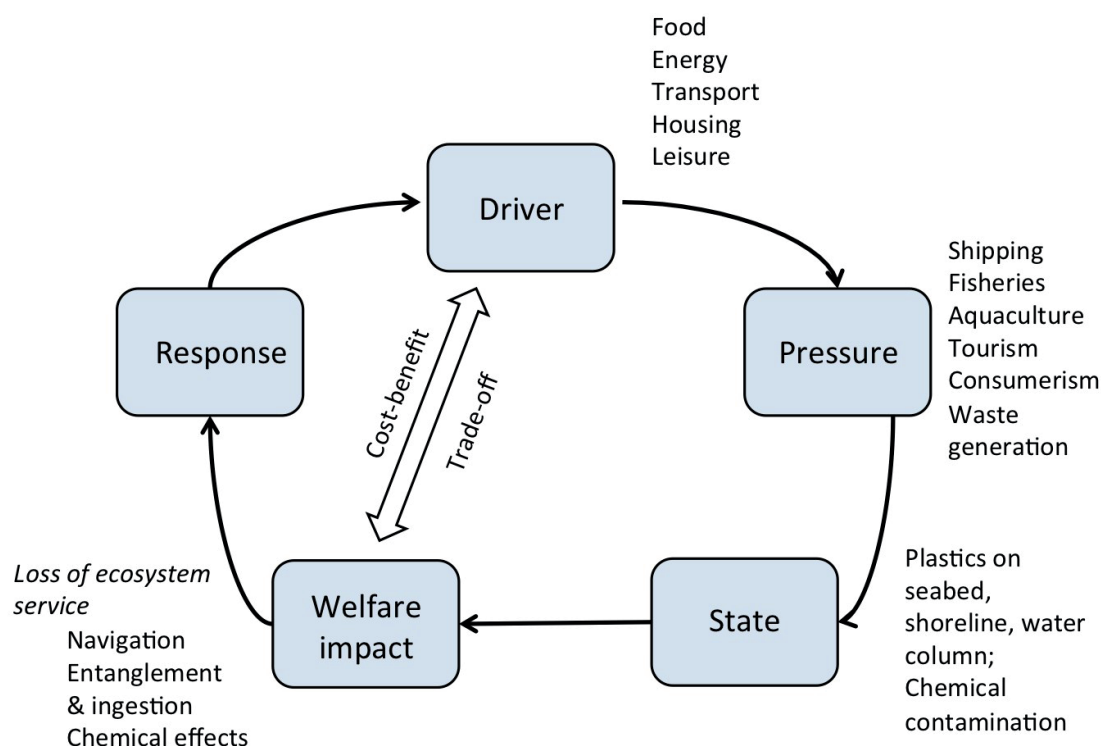 Food
Energy
Transport
Housing
Leisure
Driver
Shipping
Fisheries
Aquaculture
Tourism
Consumerism
Waste
generation
Pressure
Response
Cost-benefit
Trade-off
Plastics on
seabed,
shoreline, water
column;
Chemical
contamination
State
Welfare
impact
Loss of ecosystem
service
Navigation
Entanglement
& ingestion
Chemical effects